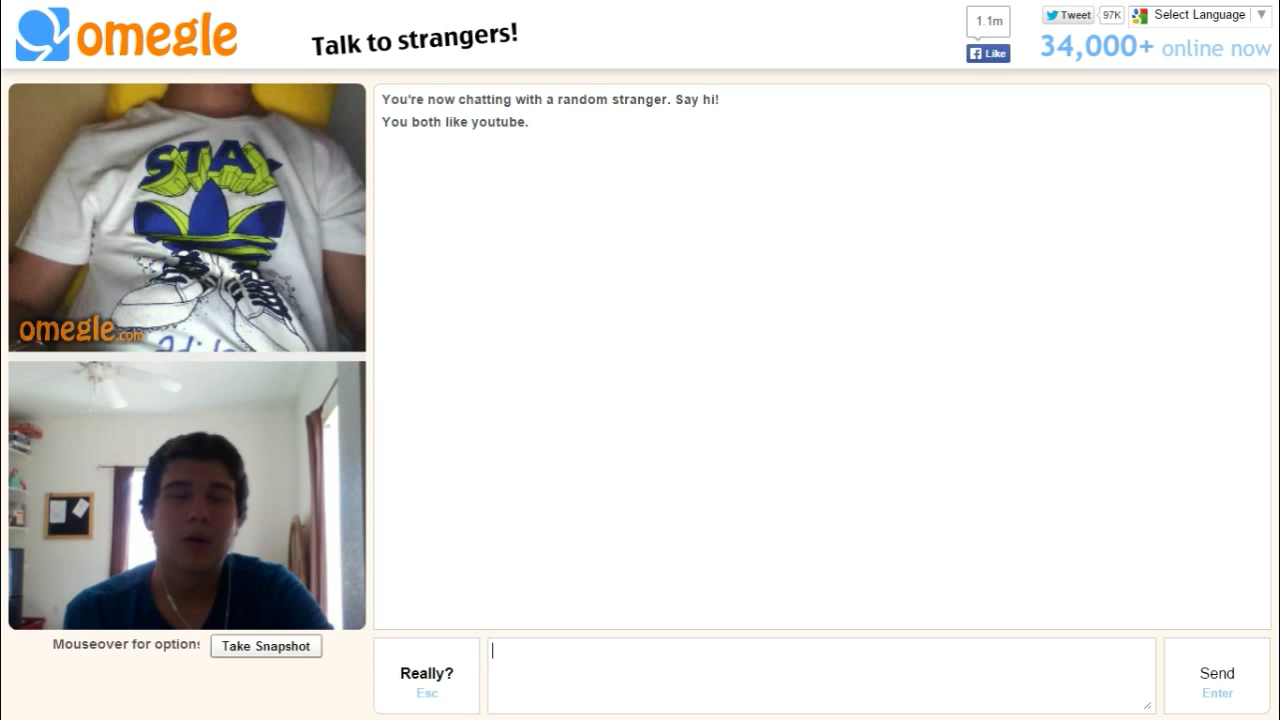 omegle
Talk to strangers!
1.1m
Like
Tweet
97K
Select Language
34,000+ online now
You're now chatting with a random stranger. Say hi!
You both like youtube.
STAY
omegle.com
Mouseover for options
Take Snapshot
Really?
Esc
Send
Enter